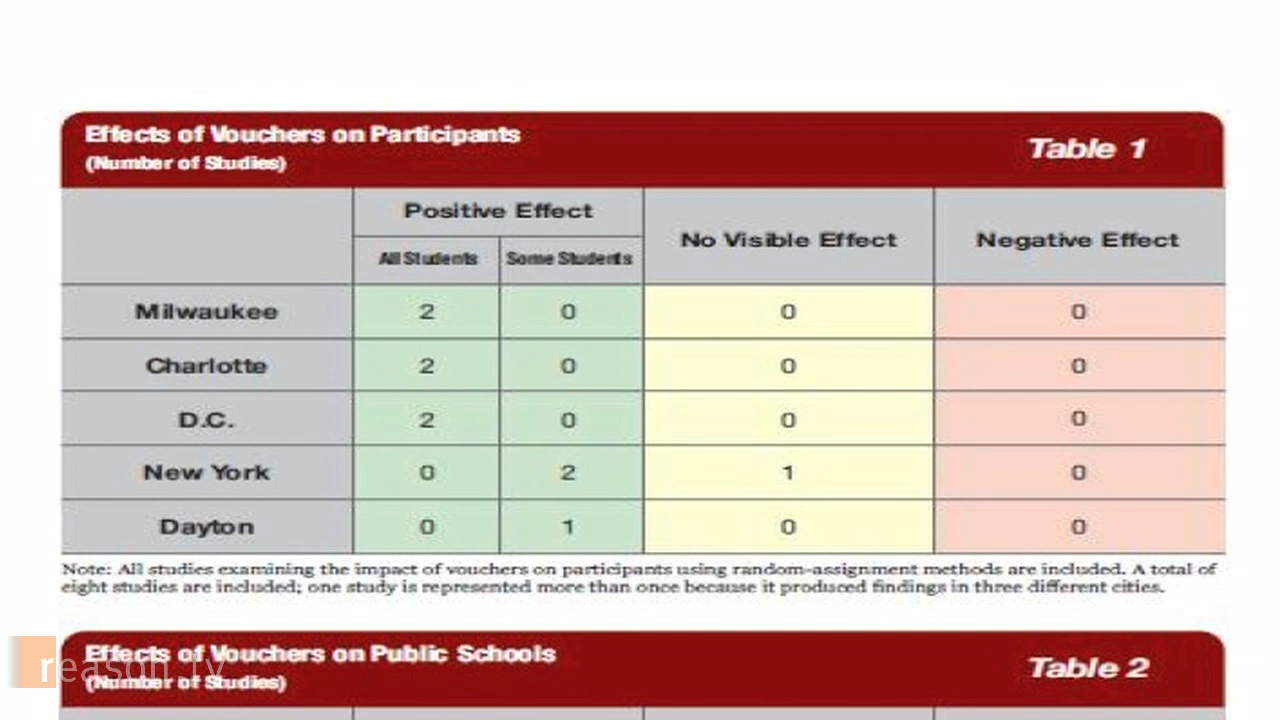 Effects of Vouchers on Participants
(Number of Studies)
Table 1
Positive Effect
No Visible Effect
Negative Effect
All Students
Some Students
Milwaukee 2 0 0 0
Charlotte 2 0 0 0
D.C. 2 0 0 0
New York 0 2 1 0
Dayton 0 1 0 0
Note: All studies examining the impact of vouchers on participants using random-assignment methods are included. A total of
eight studies are included; one study is represented more than once because it produced findings in three different cities.
Effects of Vouchers on Public Schools
(Number of Studies)
Table 2
reason.tv